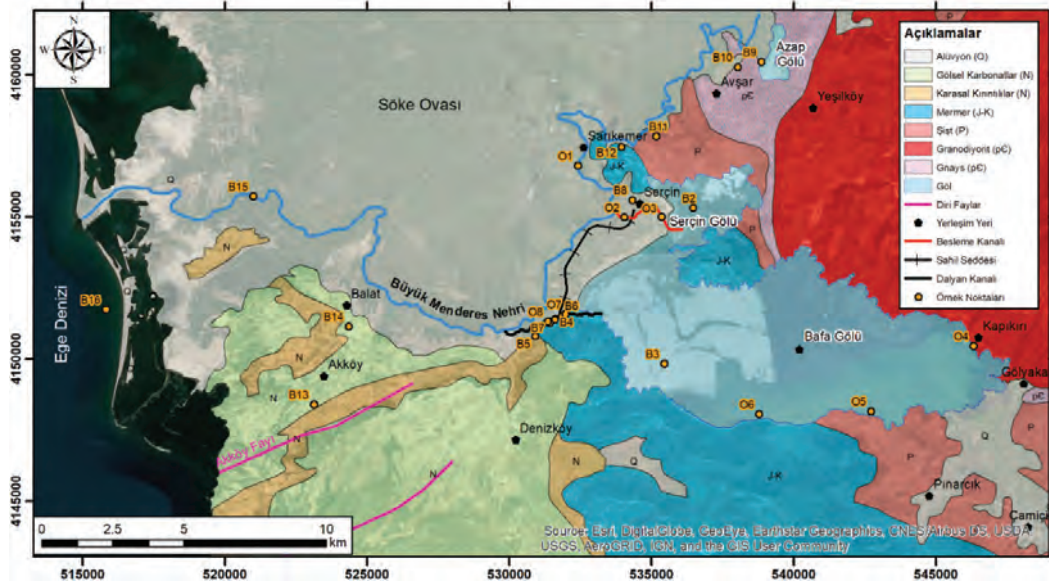 N
W
E
S
4160000
4155000
4150000
4145000
515000
520000
525000
530000
535000
540000
545000
Söke Ovası
Azap
Gölü
B10
B9
Avşar
pЄ
Yeşilköy
Sarıkemer
B11
B12
J-K
O1
P
B8
Serçin
B2
O2
O3
Serçin Gölü
P
J-K
Q
B15
N
Büyük Menderes Nehri
Ege Denizi
B16
Q
Balat
B14
N
Akköy
B13
N
N
Akköy Fayı
N
Denizköy
O7
B6
O8
B7
B4
B5
B3
Bafa Gölü
O4
Kapıkırı
Gölyaka
pЄ
O6
O5
P
Q
P
N
Q
J-K
Pınarcık
Q
Camiçi
Açıklamalar
Alüvyon (Q)
Gölsel Karbonatlar (N)
Karasal Kırıntılılar (N)
Mermer (J-K)
Şist (P)
Granodiyorit (pЄ)
Gnays (pЄ)
Göl
Diri Faylar
Yerleşim Yeri
Besleme Kanalı
Sahil Seddesi
Dalyan Kanalı
Örnek Noktaları
0
2.5
5
10
km
Source: Esri, DigitalGlobe, GeoEye, Earthstar Geographics, CNES/Airbus DS, USDA,
USGS, AeroGRID, IGN, and the GIS User Community